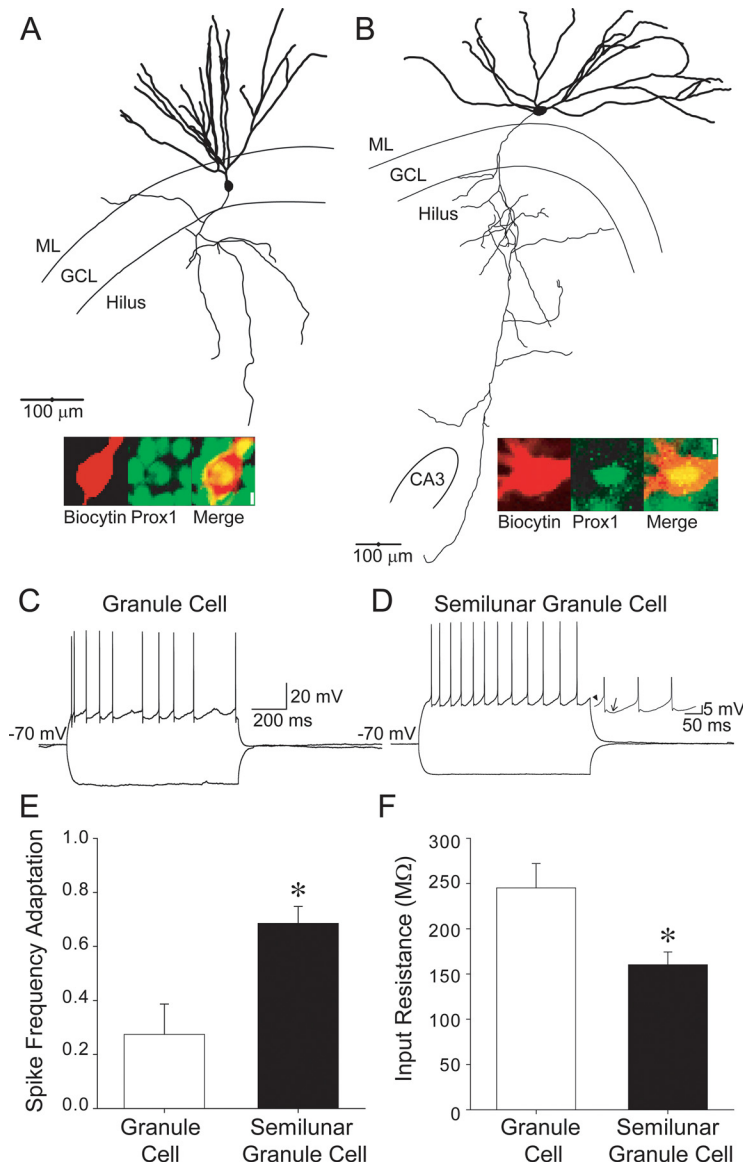 A
B
ML
GCL
Hilus
100 μm
Biocytin Prox1 Merge
ML
GCL
Hilus
CA3
100 μm
Biocytin Prox1 Merge
C
Granule Cell
20 mV
200 ms
-70 mV
D
Semilunar Granule Cell
5 mV
50 ms
-70 mV
E
Spike Frequency Adaptation
1.0
0.8
0.6
0.4
0.2
0.0
*
Granule
Cell
Semilunar
Granule Cell
F
Input Resistance (MΩ)
300
250
200
150
100
50
0
*
Granule
Cell
Semilunar
Granule Cell